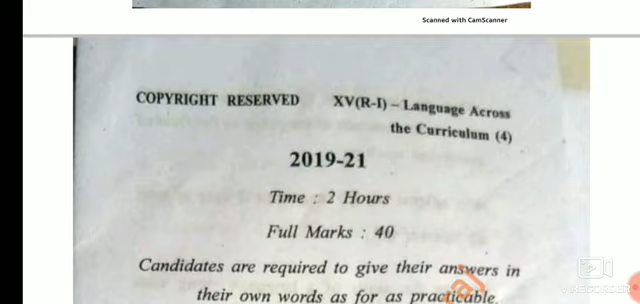 Scanned with CamScanner
COPYRIGHT RESERVED XV(R-I) – Language Across
the Curriculum (4)
2019-21
Time : 2 Hours
Full Marks : 40
Candidates are required to give their answers in
their own words as for as practicable.
V RECORDER